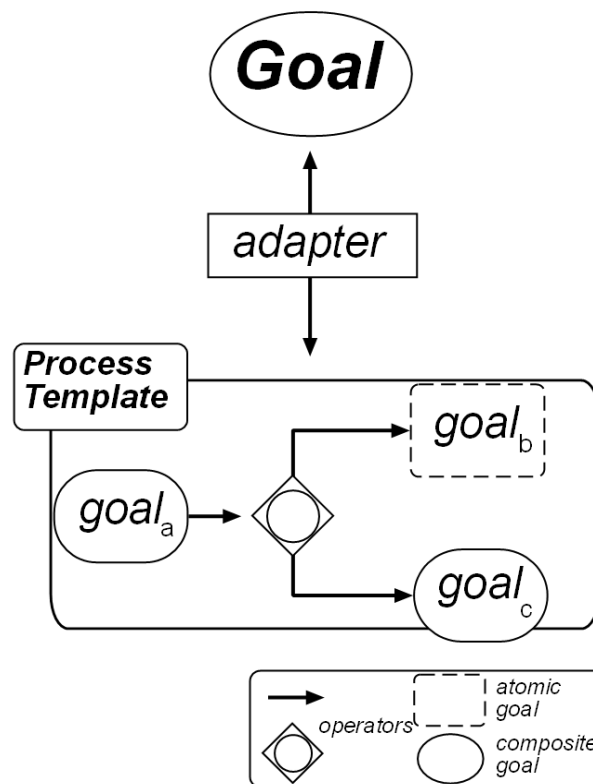 Goal
adapter
Process
Template
goal a
goal b
goal c
operators
atomic
goal
composite
goal